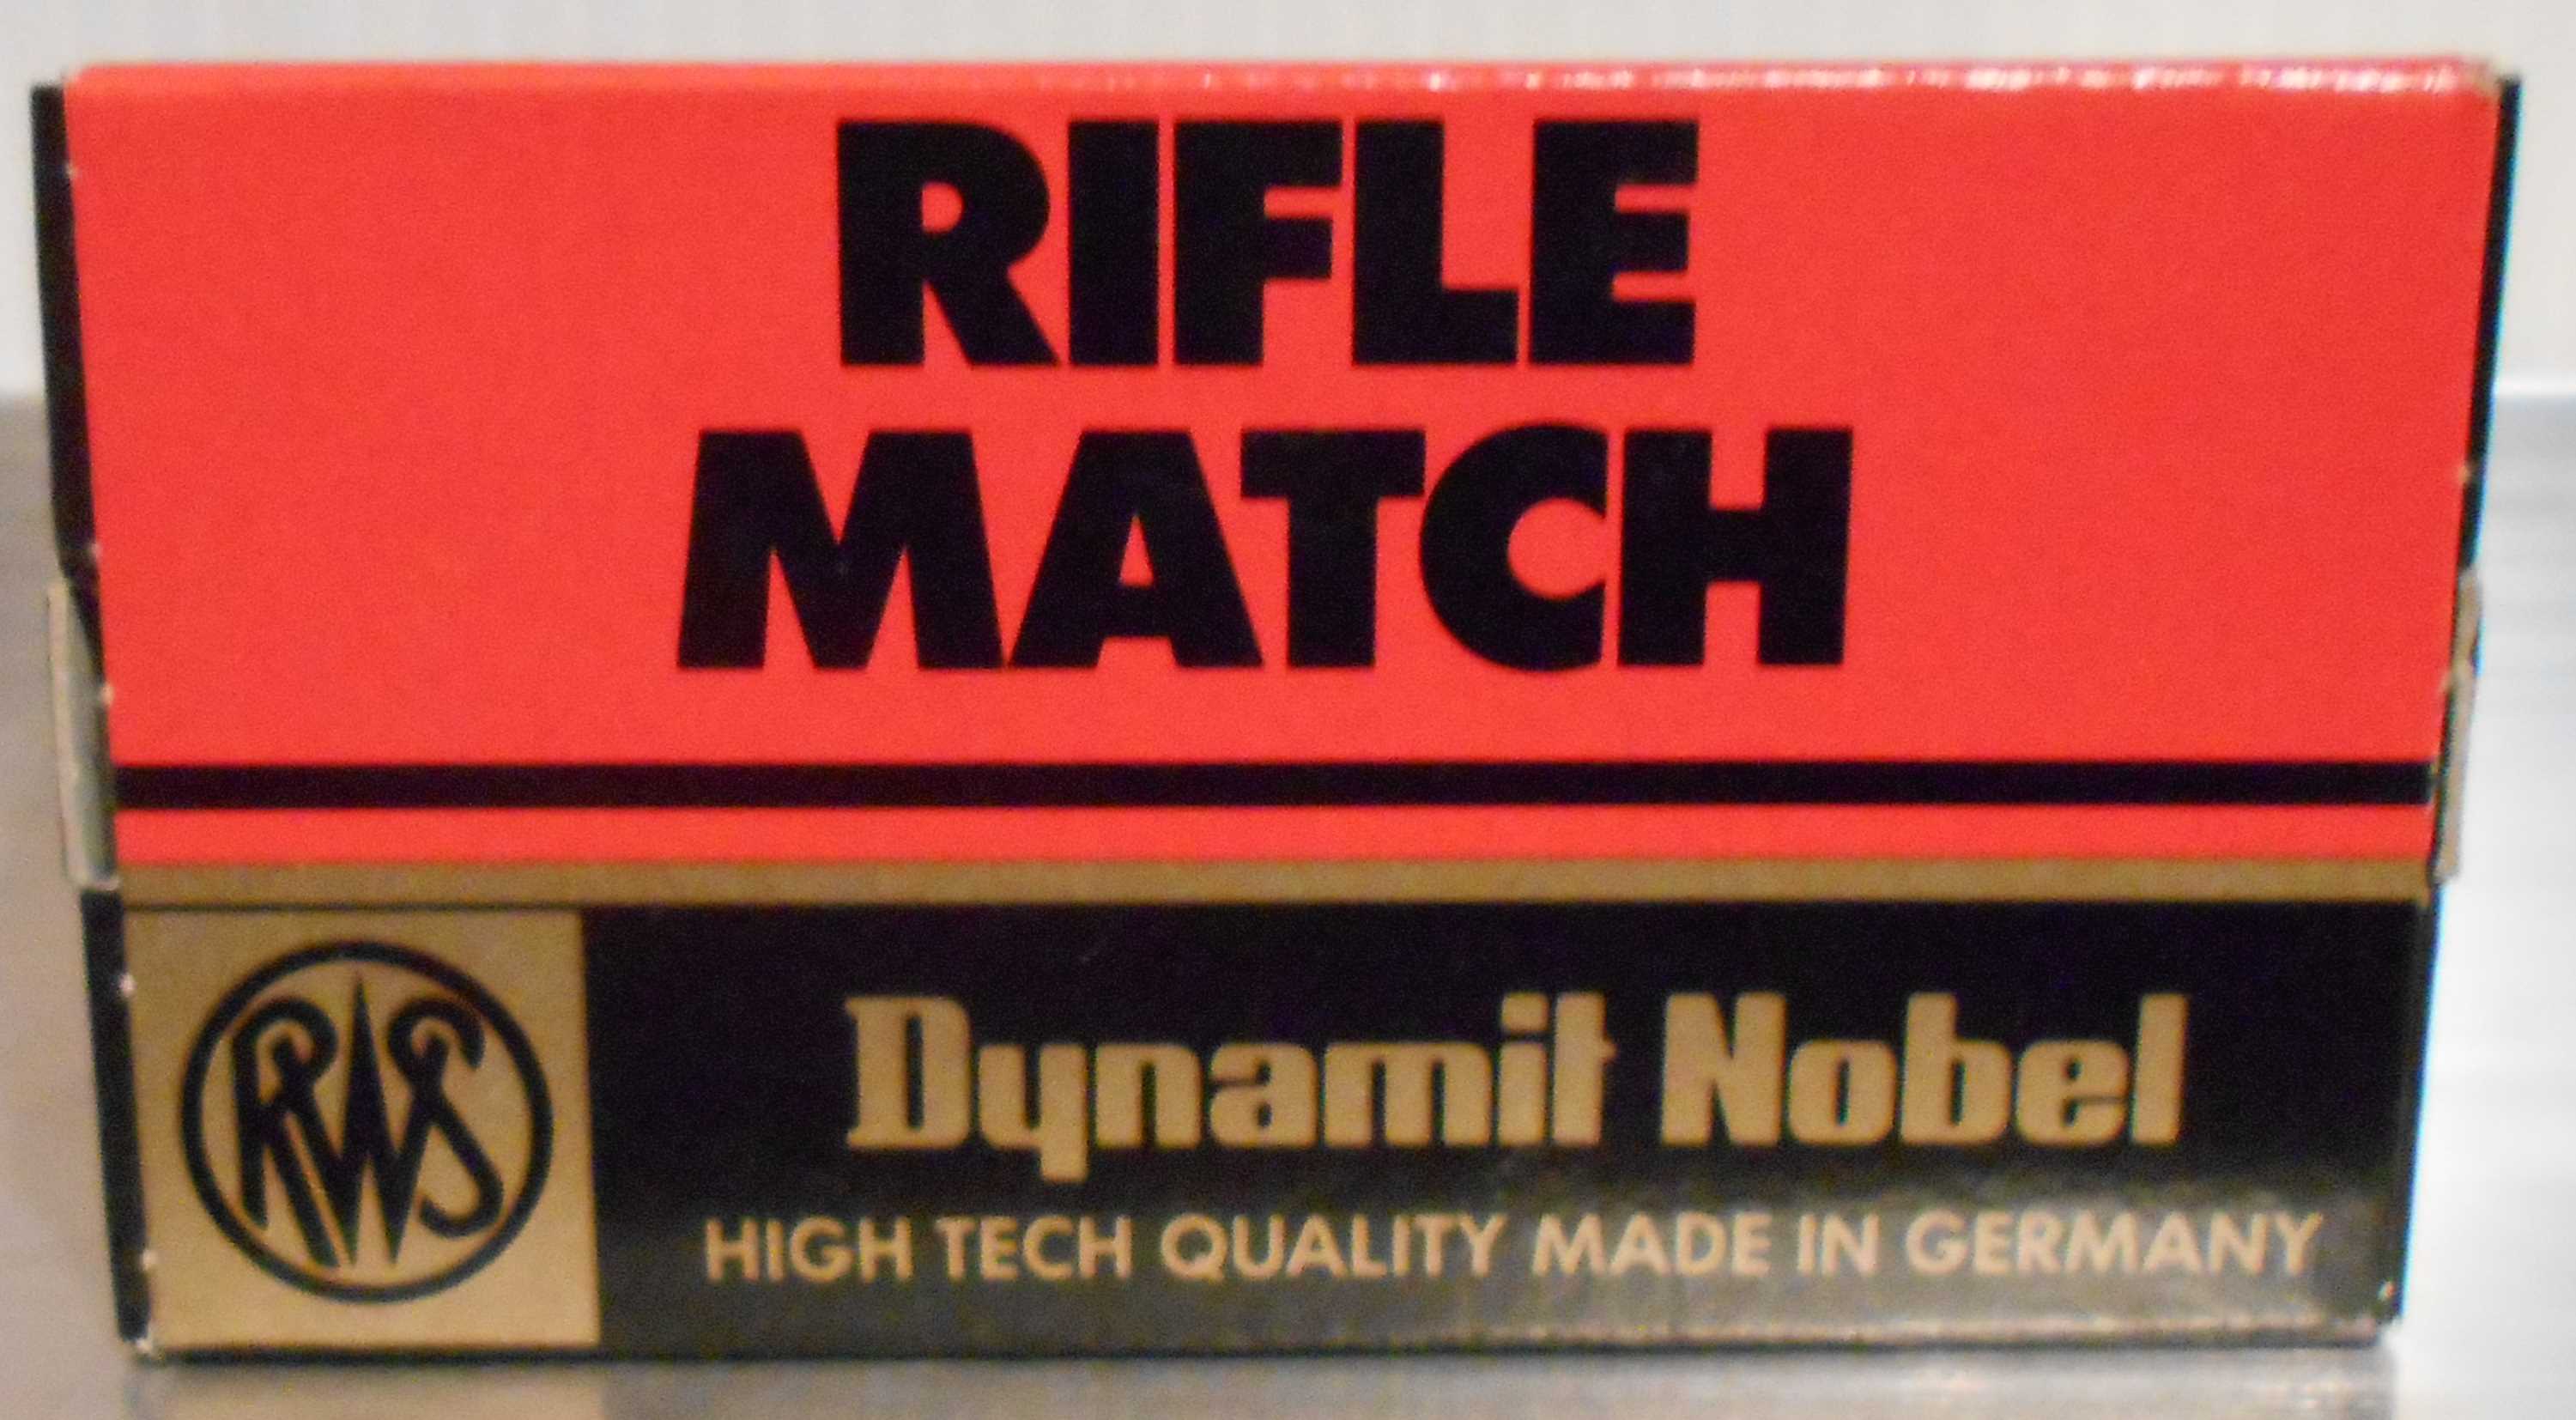 RIFLE
MATCH
RWS
Dynamit Nobel
HIGH TECH QUALITY MADE IN GERMANY